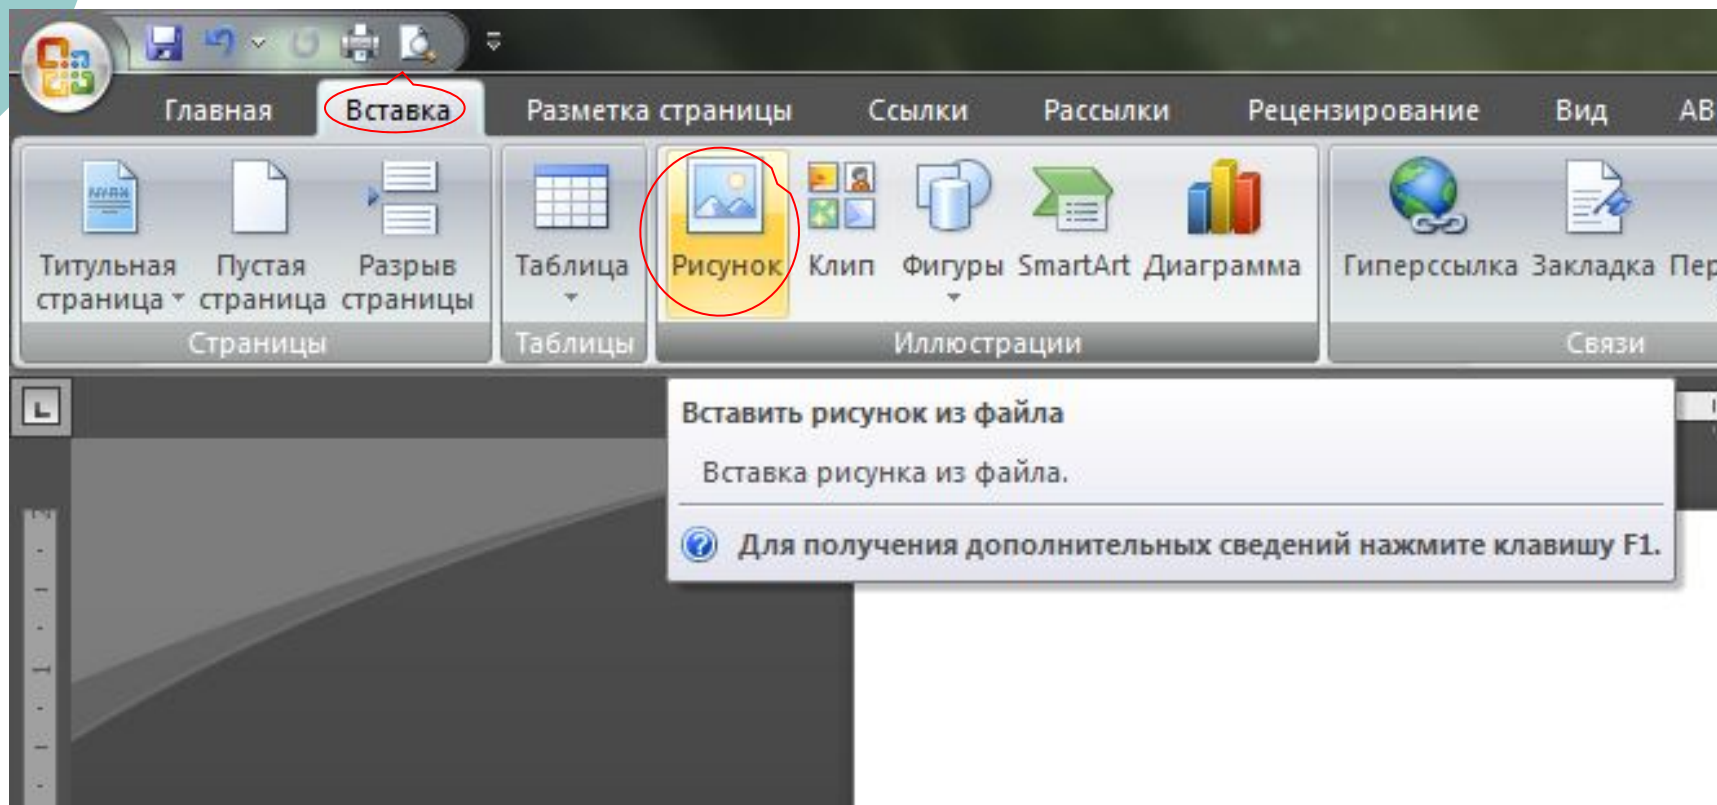 Главная Вставка Разметка страницы Ссылки Рассылки Рецензирование Вид
Титульная страница
Пустая страница
Разрыв страницы
Таблица
Рисунок
Клип
Фигуры
SmartArt
Диаграмма
Гиперссылка
Закладка
Пер
Страницы
Таблицы
Иллюстрации
Связи
Вставить рисунок из файла
Вставка рисунка из файла.
Для получения дополнительных сведений нажмите клавишу F1.